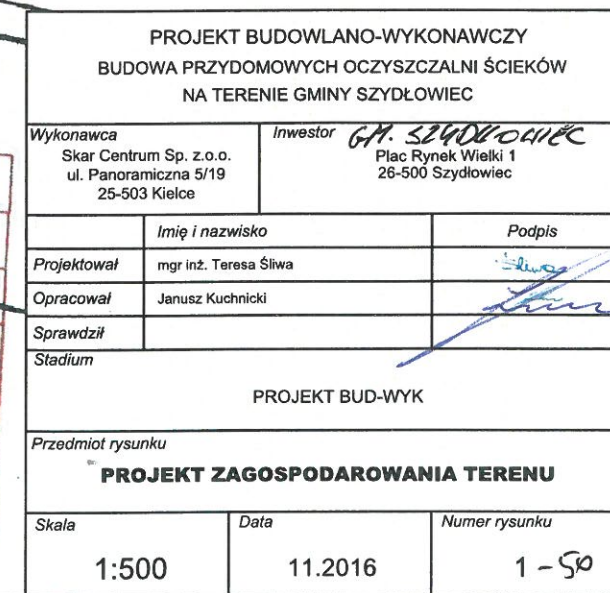 PROJEKT BUDOWLANO-WYKONAWCZY
BUDOWA PRZYDOMOWYCH OCZYSZCZALNI ŚCIEKÓW
NA TERENIE GMINY SZYDŁOWIEC
Wykonawca
Skar Centrum Sp. z.o.o.
ul. Panoramiczna 5/19
25-503 Kielce
Inwestor GM. SZYDŁOWIEC
Plac Rynek Wielki 1
26-500 Szydłowiec
Imię i nazwisko Podpis
Projektował mgr inż. Teresa Śliwa Śliwa
Opracował Janusz Kuchnicki
Sprawdził
Stadium
PROJEKT BUD-WYK
Przedmiot rysunku
PROJEKT ZAGOSPODAROWANIA TERENU
Skala Data Numer rysunku
1:500 11.2016 1-50